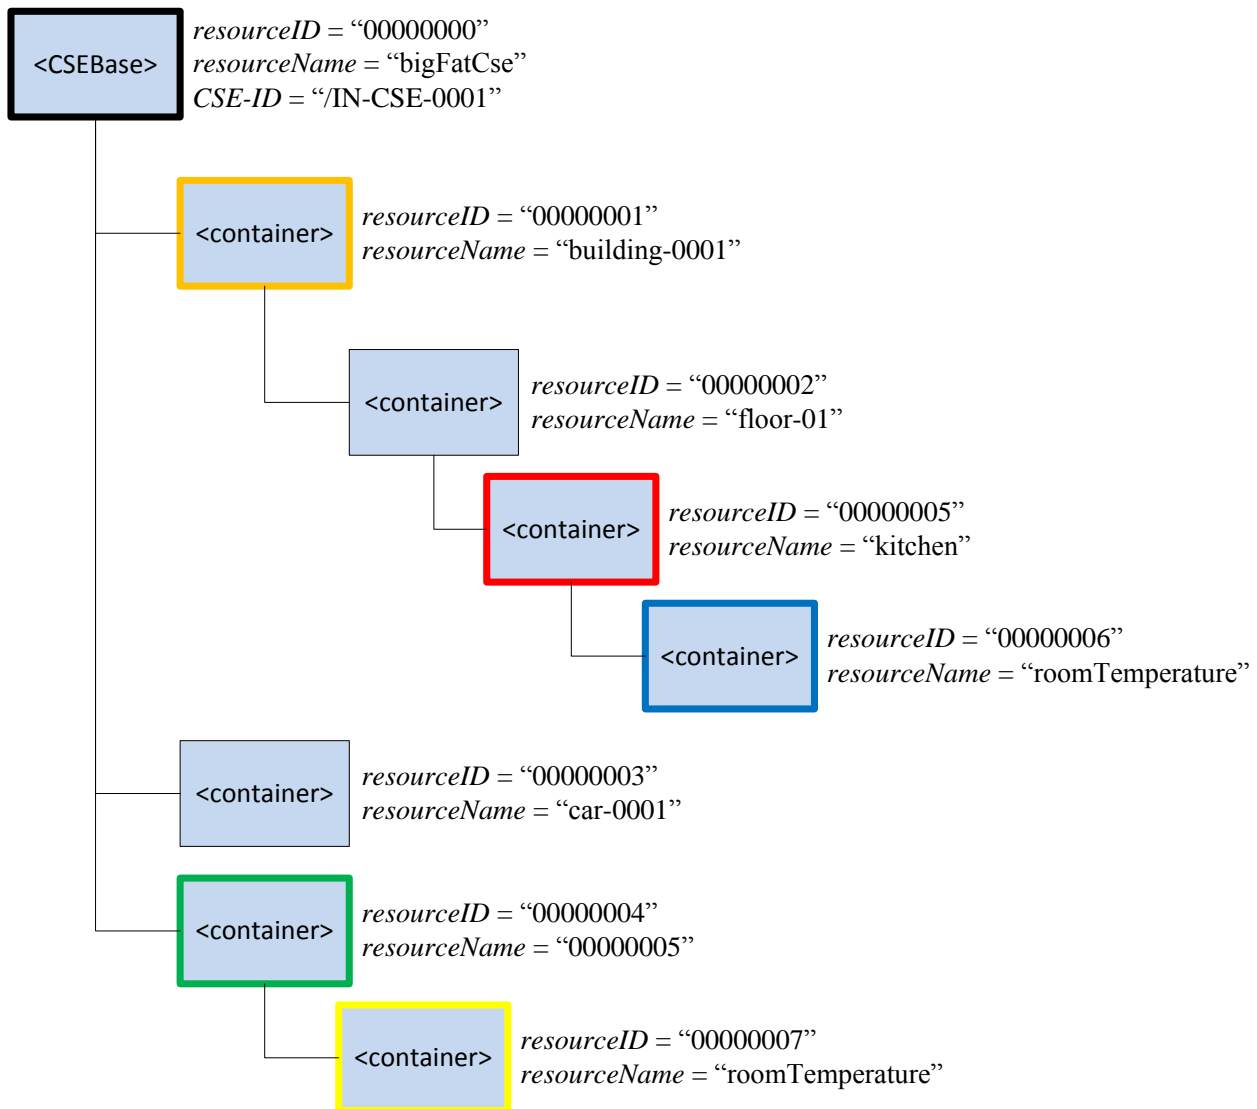 <CSEBase>
resourceID = “00000000”
resourceName = “bigFatCse”
CSE-ID = “/IN-CSE-0001”
<container>
resourceID = “00000001”
resourceName = “building-0001”
<container>
resourceID = “00000002”
resourceName = “floor-01”
<container>
resourceID = “00000005”
resourceName = “kitchen”
<container>
resourceID = “00000006”
resourceName = “roomTemperature”
<container>
resourceID = “00000003”
resourceName = “car-0001”
<container>
resourceID = “00000004”
resourceName = “00000005”
<container>
resourceID = “00000007”
resourceName = “roomTemperature”